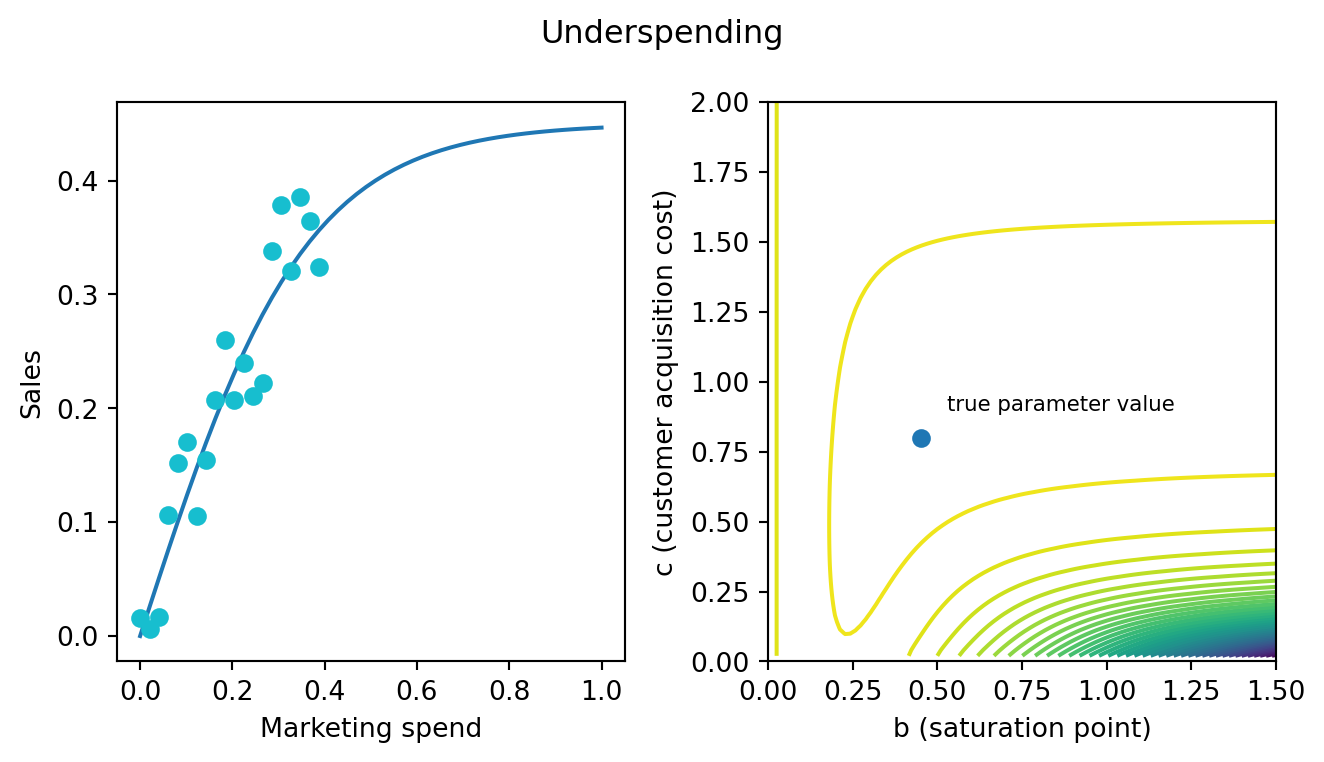 Underspending
Sales
0.4
0.3
0.2
0.1
0.0
0.0 0.2 0.4 0.6 0.8 1.0
Marketing spend
c (customer acquisition cost)
2.00
1.75
1.50
1.25
1.00
0.75
0.50
0.25
0.00
true parameter value
0.00 0.25 0.50 0.75 1.00 1.25 1.50
b (saturation point)